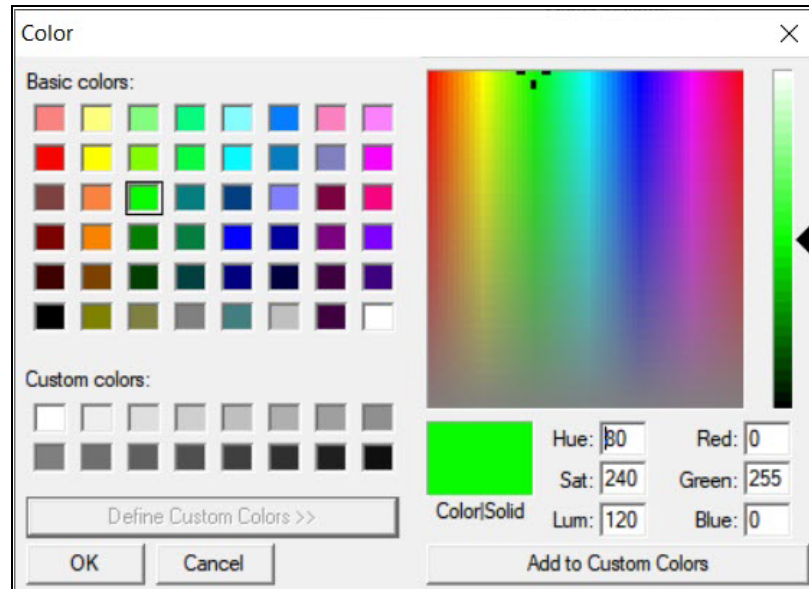 Color
Basic colors:
Custom colors:
Define Custom Colors >>
OK Cancel
Color|Solid
Hue: 80 Red: 0
Sat: 240 Green: 255
Lum: 120 Blue: 0
Add to Custom Colors